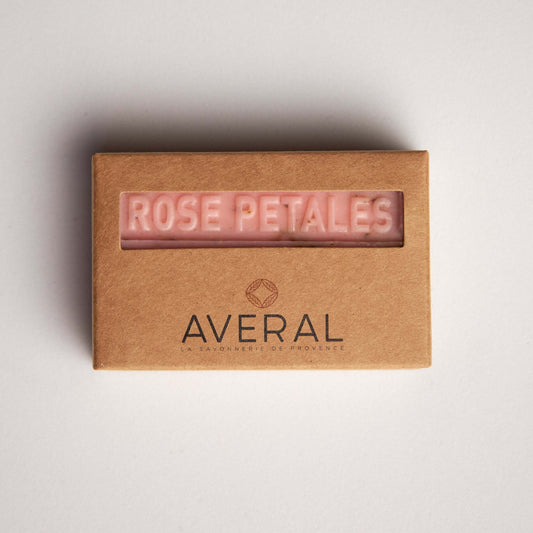 ROSE PETALES
AVERAL
LA SAVONNERIE DE PROVENCE